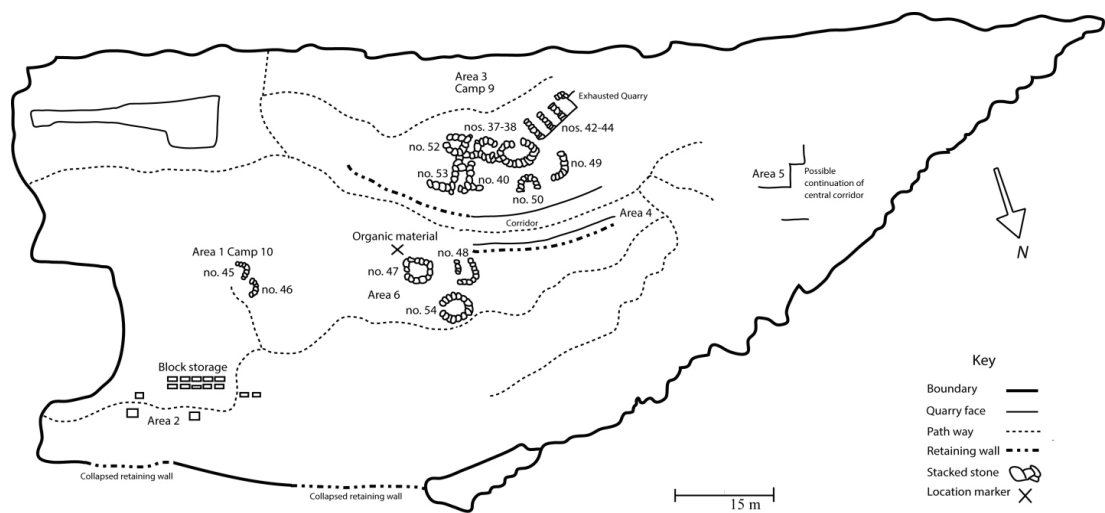 Area 3
Camp 9
Exhausted Quarry
nos. 37-38
nos. 42-44
no. 52
no. 49
no. 53
no. 40
no. 50
Area 5
Possible
continuation of
central corridor
Corridor
Area 4
N
Organic material
Area 1 Camp 10
no. 48
no. 45
no. 47
no. 46
Area 6
no. 54
Block storage
Area 2
Collapsed retaining wall
Collapsed retaining wall
15 m
Key
Boundary
Quarry face
Path way
Retaining wall
Stacked stone
Location marker